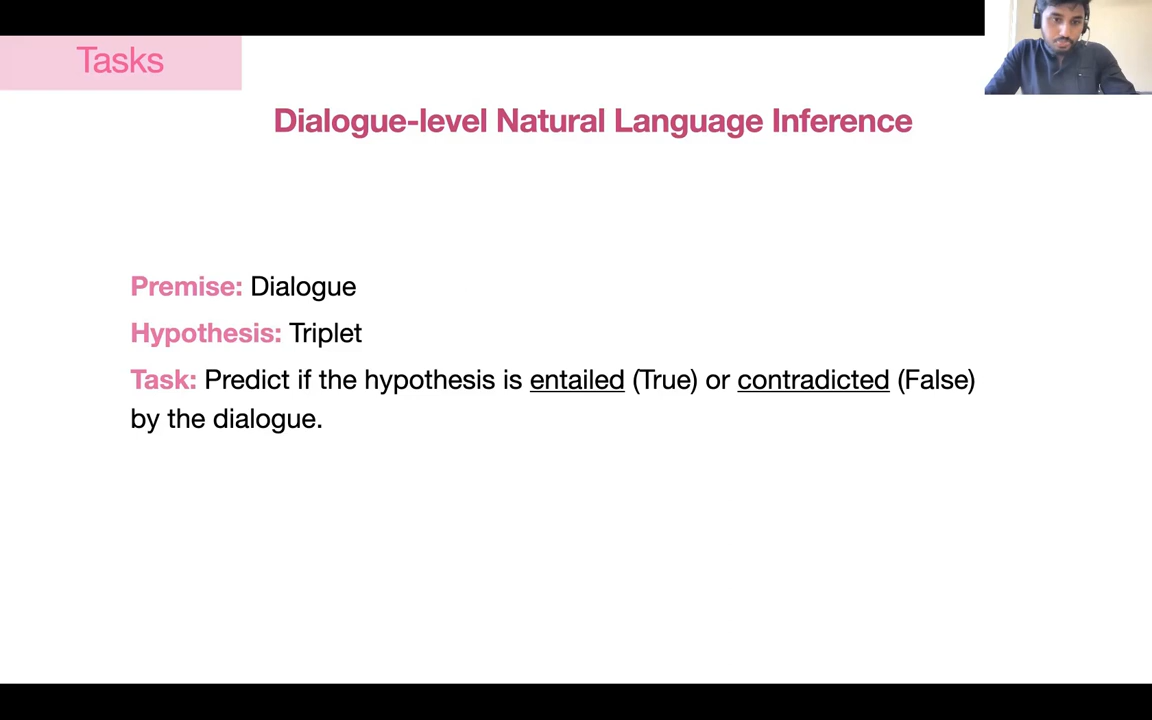 Tasks
Dialogue-level Natural Language Inference
Premise: Dialogue
Hypothesis: Triplet
Task: Predict if the hypothesis is entailed (True) or contradicted (False)
by the dialogue.